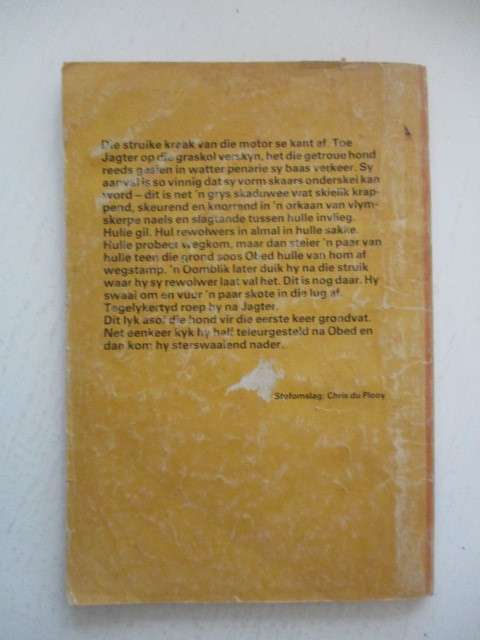 Die struike kraak van die motor se kant af. Toe
Jagter op die graskol verskyn, het die getroue hond
reeds gesien in watter penarie sy baas verkeer. Sy
aanval is so vinnig dat sy vorm skaars onderskei kan
word – dit is net 'n grys skaduwee wat skielik krap-
pend, skeurend en knorrend in 'n orkaan van vlym-
skerpe naels en slagtande tussen hulle invlieg.
Hulle gil. Hul rewolwers in almal in hulle sakke.
Hulle probeer wegkom, maar dan steier 'n paar van
hulle teen die grond soos Obed hulle van hom af
wegstamp. 'n Oomblik later duik hy na die struik
waar hy sy rewolwer laat val het. Dit is nog daar. Hy
swaai om en vuur 'n paar skote in die lug af.
Tegelykertyd roep hy na Jagter.
Dit lyk asof die hond vir die eerste keer grondvat.
Net eenkeer kyk hy half teleurgesteld na Obed en
dan kom hy stertswaaiend nader.
Stofomslag: Chris du Plooy